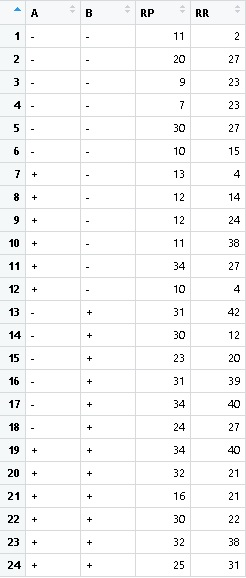 A B RP RR
1 - - 11 2
2 - - 20 27
3 - - 9 23
4 - - 7 23
5 - - 30 27
6 - - 10 15
7 + - 13 4
8 + - 12 14
9 + - 12 24
10 + - 11 38
11 + - 34 27
12 + - 10 4
13 - + 31 42
14 - + 30 12
15 - + 23 20
16 - + 31 39
17 - + 34 40
18 - + 24 27
19 + + 34 40
20 + + 32 21
21 + + 16 21
22 + + 30 22
23 + + 32 38
24 + + 25 31